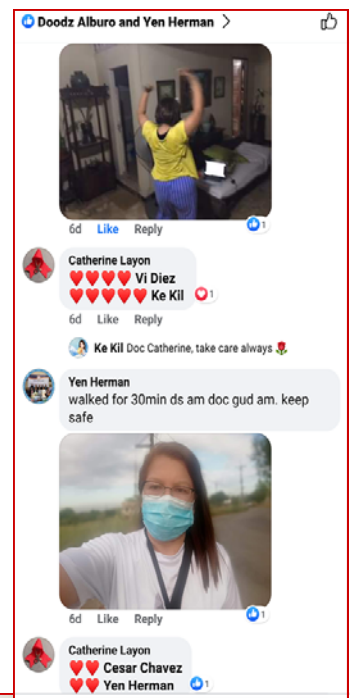 Doodz Alburo and Yen Herman >
6d Like Reply 1
Catherine Layon
❤️❤️❤️❤️ Vi Diez
❤️❤️❤️❤️❤️ Ke Kil 1
6d Like Reply
Ke Kil Doc Catherine, take care always 🌹
Yen Herman
walked for 30min ds am doc gud am. keep
safe
6d Like Reply 1
Catherine Layon
❤️❤️ Cesar Chavez
❤️❤️ Yen Herman 1